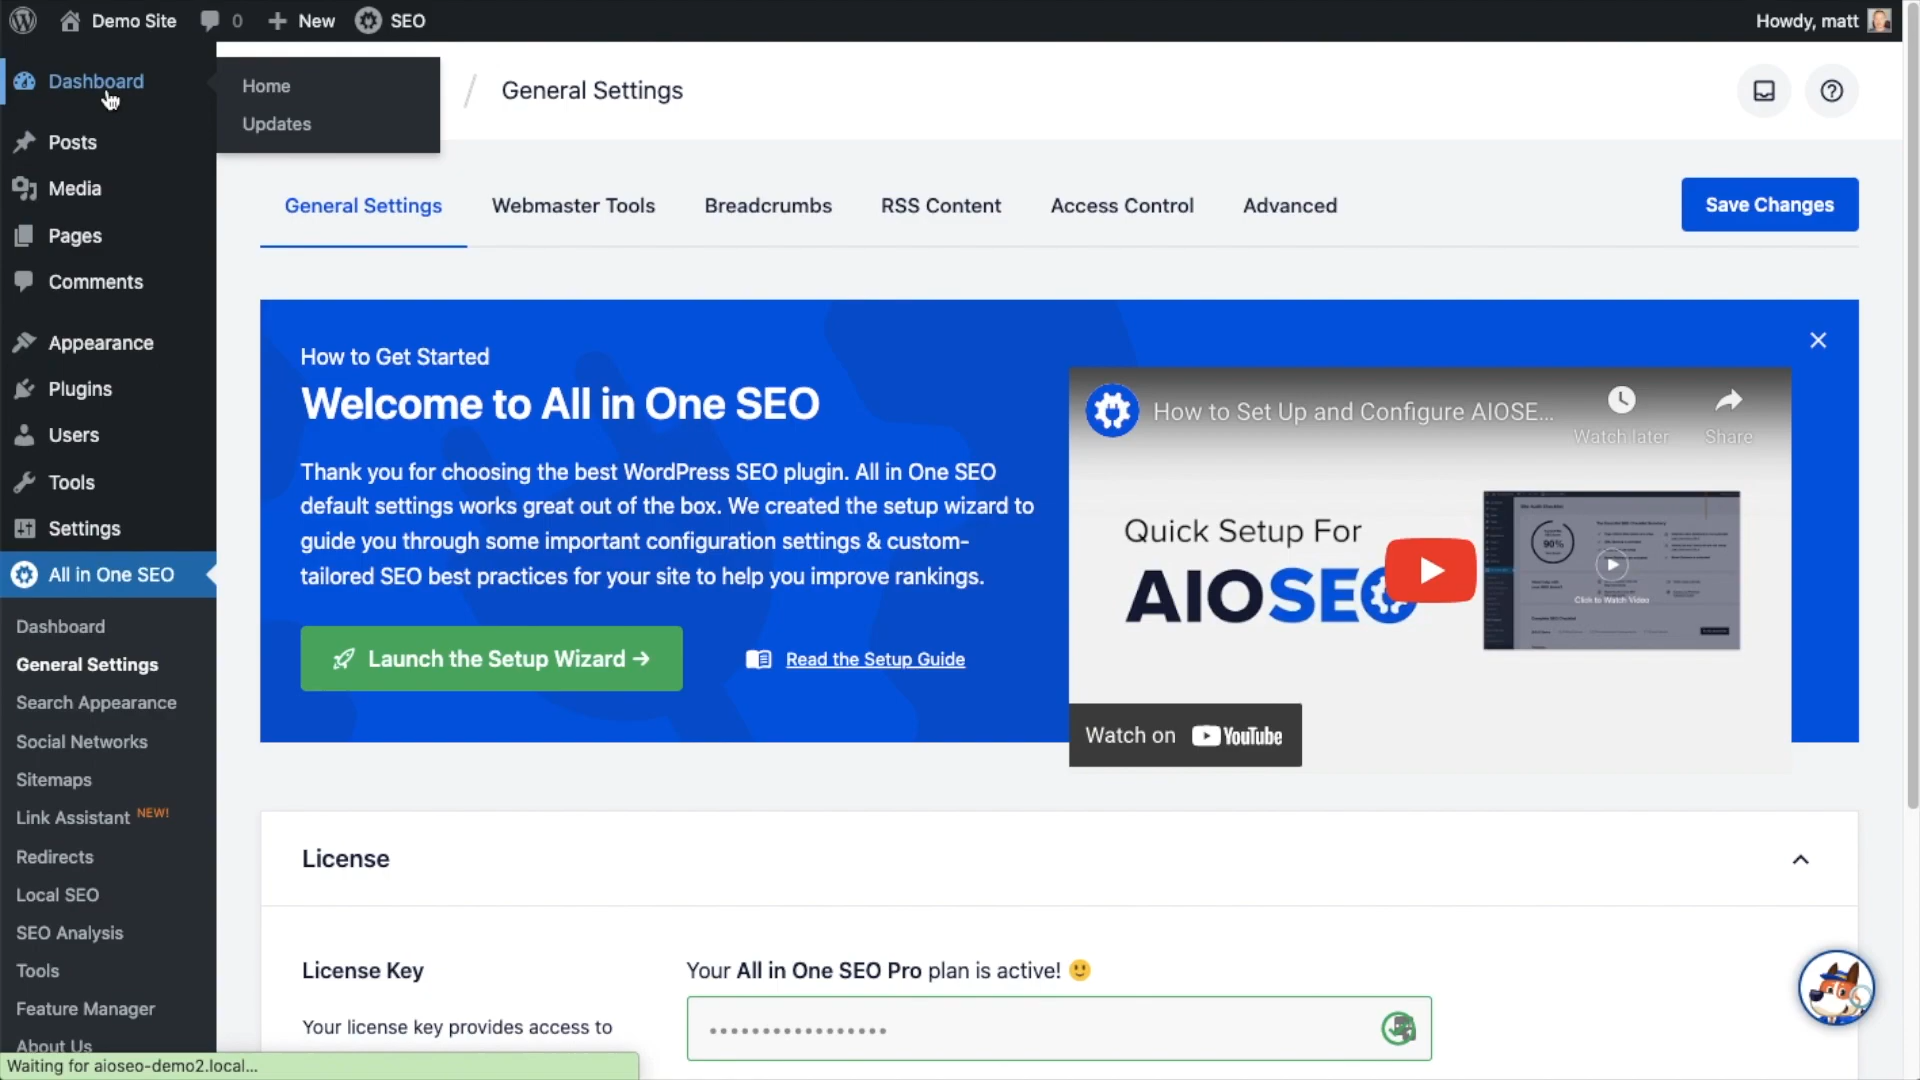 Demo Site
0
New
SEO
Howdy, matt
Dashboard
Home
Updates
General Settings
Posts
Media
Pages
Comments
Appearance
Plugins
Users
Tools
Settings
All in One SEO
Dashboard
General Settings
Search Appearance
Social Networks
Sitemaps
Link Assistant NEW!
Redirects
Local SEO
SEO Analysis
Tools
Feature Manager
About Us
Waiting for aioseo-demo2.local...
/
General Settings
Webmaster Tools
Breadcrumbs
RSS Content
Access Control
Advanced
Save Changes
How to Get Started
Welcome to All in One SEO
Thank you for choosing the best WordPress SEO plugin. All in One SEO
default settings works great out of the box. We created the setup wizard to
guide you through some important configuration settings & custom-
tailored SEO best practices for your site to help you improve rankings.
Launch the Setup Wizard →
Read the Setup Guide
How to Set Up and Configure AIOSE...
Watch later
Share
Quick Setup For
AIOSEO
90%
Click to Watch Video
Watch on YouTube
License
License Key
Your license key provides access to
Your All in One SEO Pro plan is active! 🙂
•••••••••••••••••